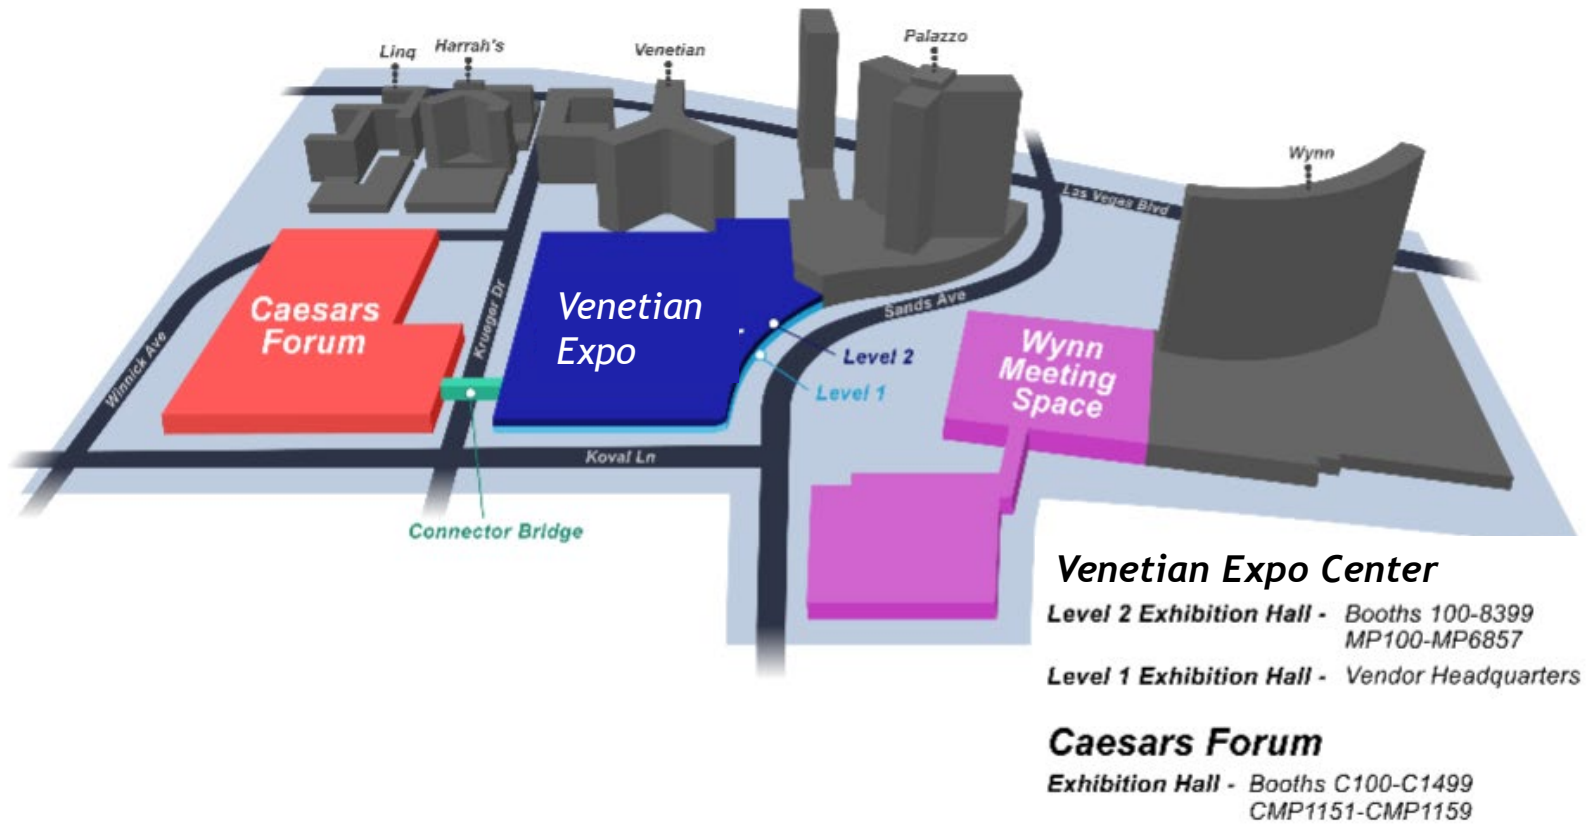 Linq
Harrah's
Venetian
Palazzo
Wynn
Las Vegas Blvd
Caesars
Forum
Winnick Ave
Krueger Dr
Venetian
Expo
Sands Ave
Level 2
Level 1
Wynn
Meeting
Space
Koval Ln
Connector Bridge
Venetian Expo Center
Level 2 Exhibition Hall - Booths 100-8399
MP100-MP6857
Level 1 Exhibition Hall - Vendor Headquarters
Caesars Forum
Exhibition Hall - Booths C100-C1499
CMP1151-CMP1159